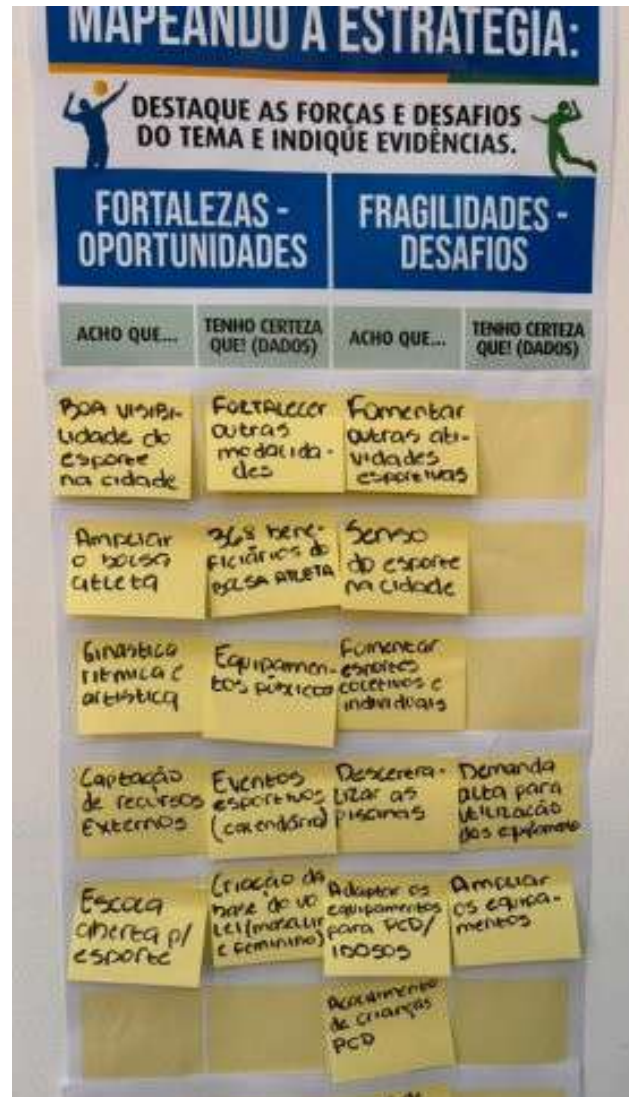 MAPEANDO A ESTRATÉGIA:
DESTAQUE AS FORÇAS E DESAFIOS
DO TEMA E INDIQUE EVIDÊNCIAS.
FORTALEZAS -
OPORTUNIDADES
FRAGILIDADES -
DESAFIOS
ACHO QUE...
TENHO CERTEZA
QUE! (DADOS)
ACHO QUE...
TENHO CERTEZA
QUE! (DADOS)
BOA VISIBI-
LIDADE do
esporte
na cidade
FORTALECER
outras
modalida-
des
Fomentar
outras ati-
vidades
esportivas
Ampliar
o bolsa
atleta
368 bene-
ficiários do
BOLSA ATLETA
Senso
do esporte
na cidade
Ginastica
ritmica e
artistica
Equipamen-
tos públicos
Fomentar
esportes
coletivos e
individuais
Captação
de recursos
Externos
Eventos
esportivos
(calendário)
Descentra-
lizar as
piscinas
Demanda
alta para
utilização
dos
Escola
aberta p/
esporte
Criação da
base do vo
lei (
e feminino)
Adaptar os
equipamentos
para PCD/
idosos
Ampliar
os equipa-
mentos
de crianças
PCD